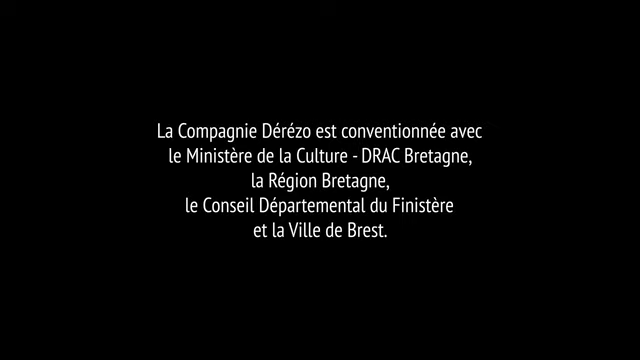 La Compagnie Dérézo est conventionnée avec
le Ministère de la Culture - DRAC Bretagne,
la Région Bretagne,
le Conseil Départemental du Finistère
et la Ville de Brest.